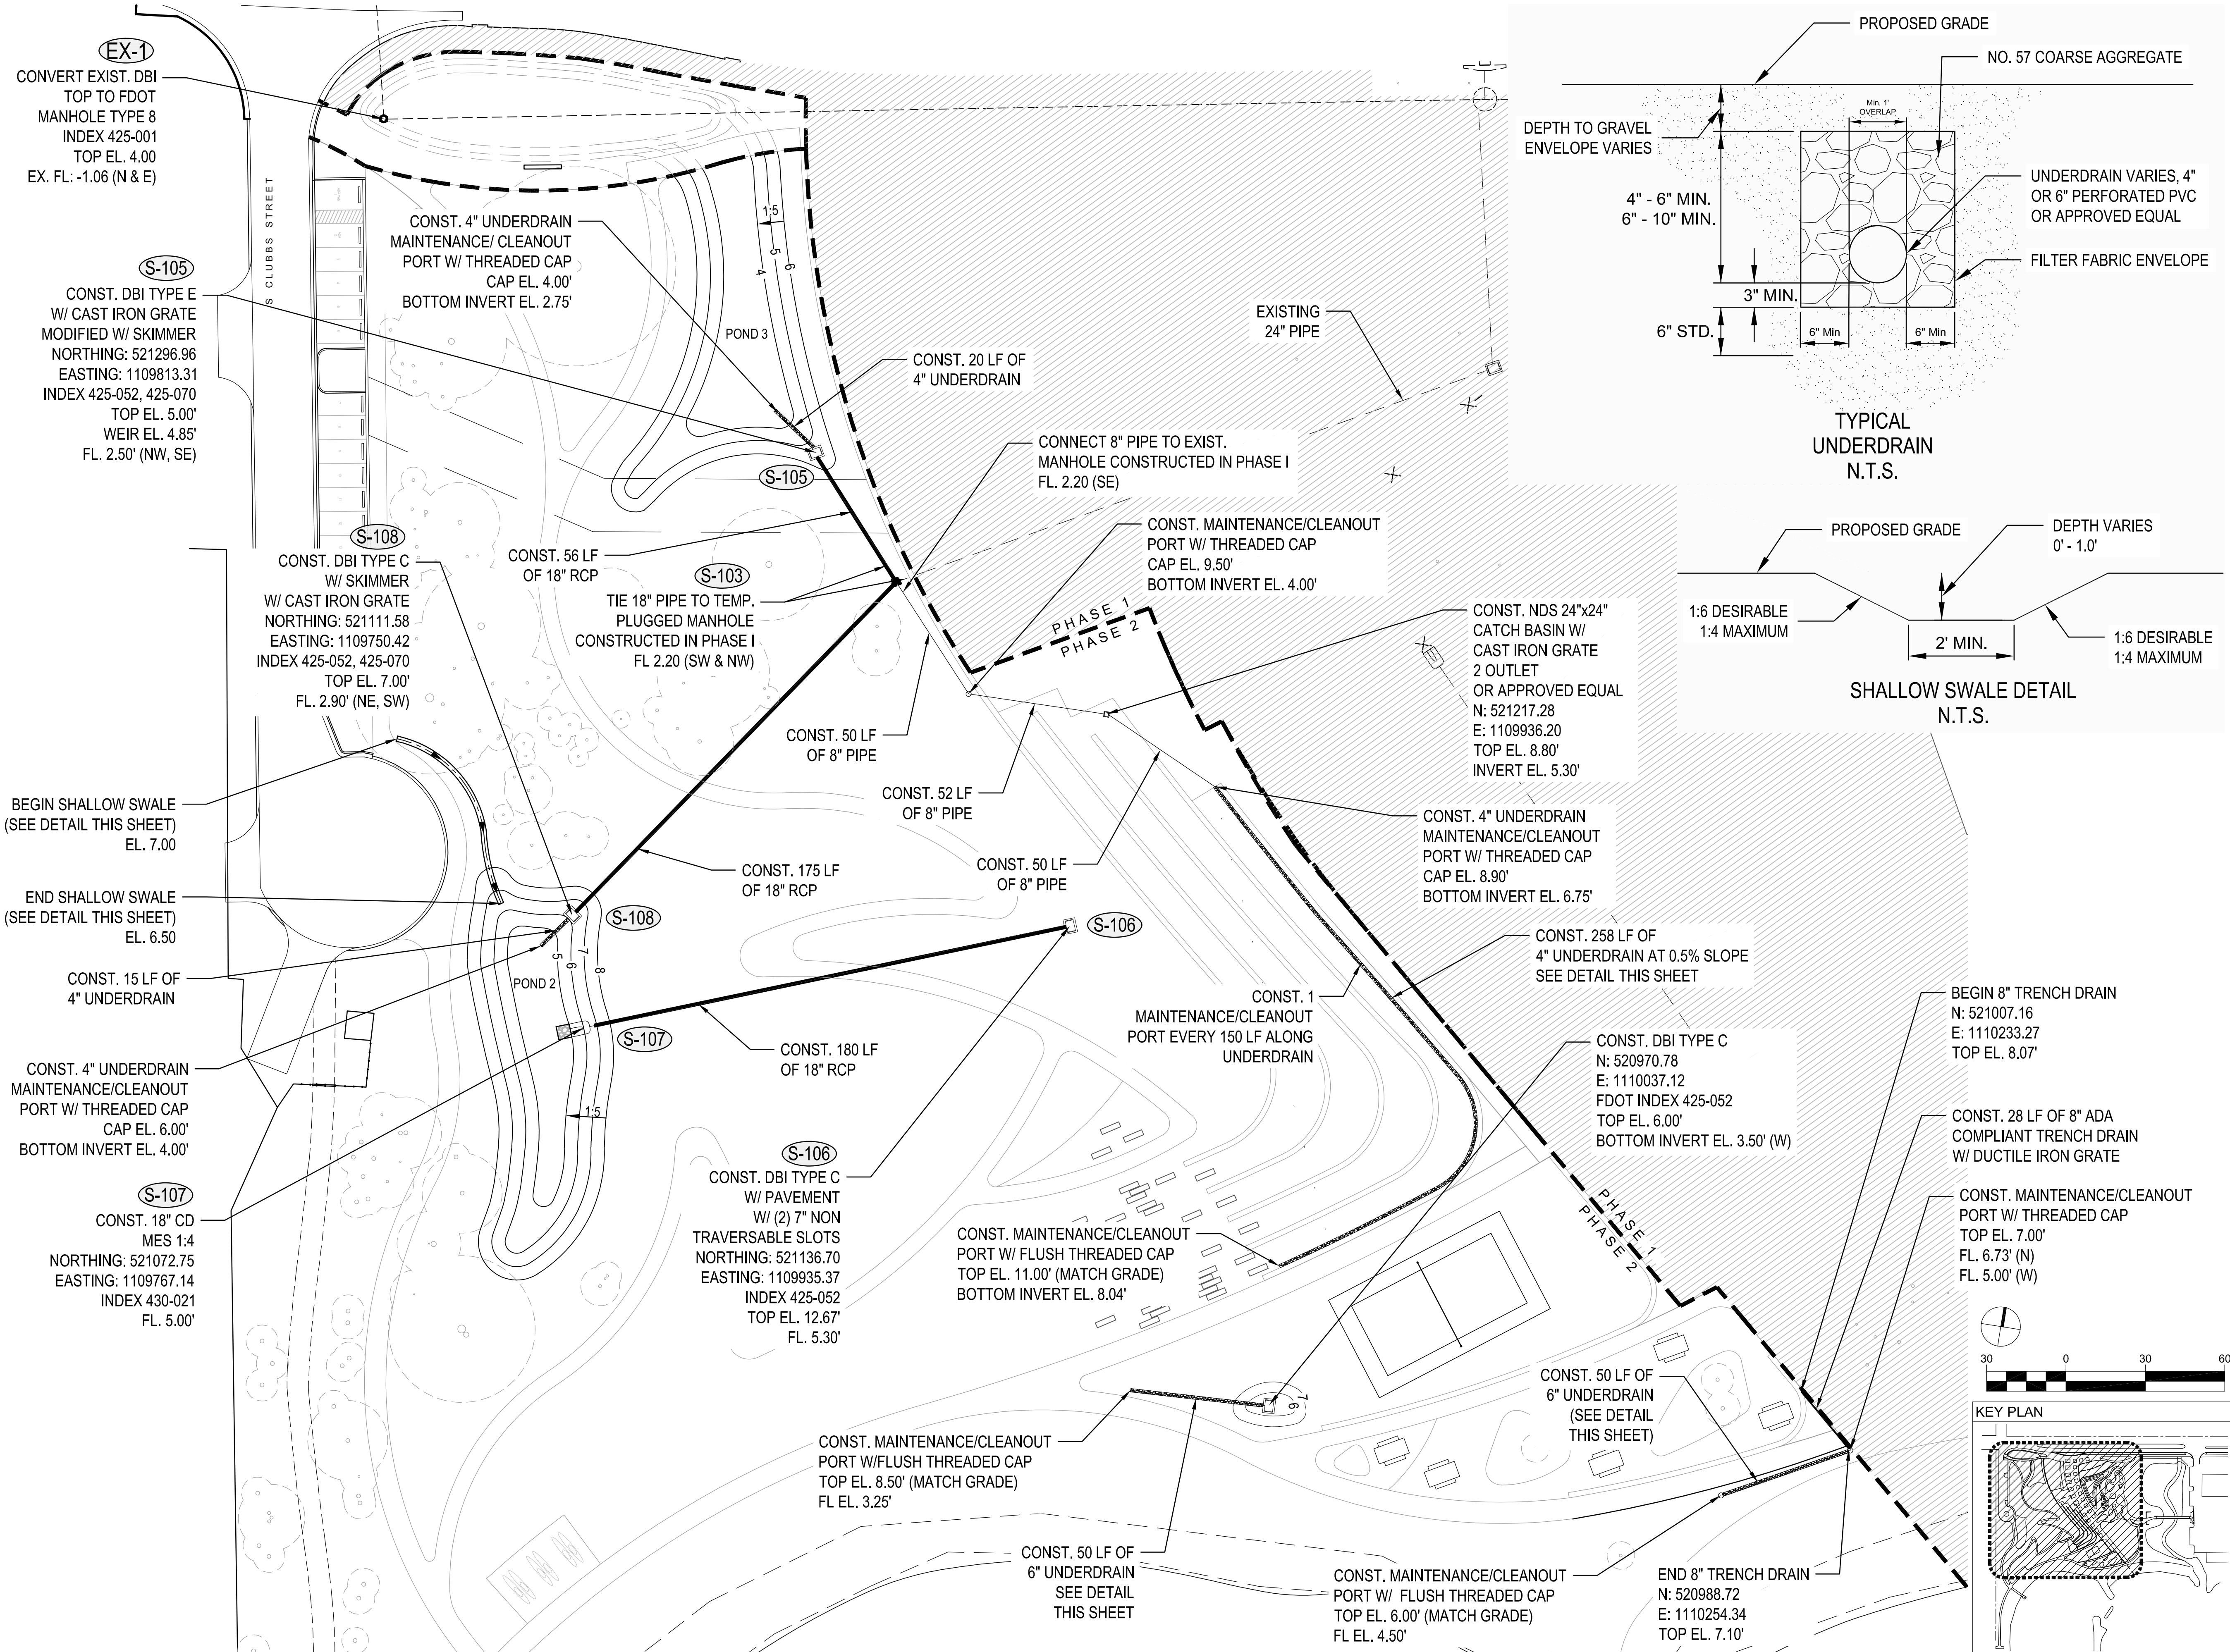 EX-1
CONVERT EXIST. DBI
TOP TO FDOT
MANHOLE TYPE 8
INDEX 425-001
TOP EL. 4.00
EX. FL: -1.06 (N & E)
S CLUBBS STREET
CONST. 4" UNDERDRAIN
MAINTENANCE/ CLEANOUT
PORT W/ THREADED CAP
CAP EL. 4.00'
BOTTOM INVERT EL. 2.75'
1:5
4
5
6
POND 3
S-105
CONST. DBI TYPE E
W/ CAST IRON GRATE
MODIFIED W/ SKIMMER
NORTHING: 521296.96
EASTING: 1109813.31
INDEX 425-052, 425-070
TOP EL. 5.00'
WEIR EL. 4.85'
FL. 2.50' (NW, SE)
EXISTING
24" PIPE
CONST. 20 LF OF
4" UNDERDRAIN
S-105
CONNECT 8" PIPE TO EXIST.
MANHOLE CONSTRUCTED IN PHASE I
FL. 2.20 (SE)
CONST. MAINTENANCE/CLEANOUT
PORT W/ THREADED CAP
CAP EL. 9.50'
BOTTOM INVERT EL. 4.00'
S-108
CONST. DBI TYPE C
W/ SKIMMER
W/ CAST IRON GRATE
NORTHING: 521111.58
EASTING: 1109750.42
INDEX 425-052, 425-070
TOP EL. 7.00'
FL. 2.90' (NE, SW)
CONST. 56 LF
OF 18" RCP
S-103
TIE 18" PIPE TO TEMP.
PLUGGED MANHOLE
CONSTRUCTED IN PHASE I
FL 2.20 (SW & NW)
PHASE 1
PHASE 2
CONST. NDS 24"x24"
CATCH BASIN W/
CAST IRON GRATE
2 OUTLET
OR APPROVED EQUAL
N: 521217.28
E: 1109936.20
TOP EL. 8.80'
INVERT EL. 5.30'
CONST. 50 LF
OF 8" PIPE
CONST. 52 LF
OF 8" PIPE
CONST. 50 LF
OF 8" PIPE
CONST. 4" UNDERDRAIN
MAINTENANCE/CLEANOUT
PORT W/ THREADED CAP
CAP EL. 8.90'
BOTTOM INVERT EL. 6.75'
BEGIN SHALLOW SWALE
(SEE DETAIL THIS SHEET)
EL. 7.00
END SHALLOW SWALE
(SEE DETAIL THIS SHEET)
EL. 6.50
CONST. 175 LF
OF 18" RCP
S-108
S-106
CONST. 15 LF OF
4" UNDERDRAIN
5
6
7
8
POND 2
1:5
S-107
CONST. 180 LF
OF 18" RCP
CONST. 258 LF OF
4" UNDERDRAIN AT 0.5% SLOPE
SEE DETAIL THIS SHEET
CONST. 1
MAINTENANCE/CLEANOUT
PORT EVERY 150 LF ALONG
UNDERDRAIN
CONST. DBI TYPE C
N: 520970.78
E: 1110037.12
FDOT INDEX 425-052
TOP EL. 6.00'
BOTTOM INVERT EL. 3.50' (W)
BEGIN 8" TRENCH DRAIN
N: 521007.16
E: 1110233.27
TOP EL. 8.07'
CONST. 28 LF OF 8" ADA
COMPLIANT TRENCH DRAIN
W/ DUCTILE IRON GRATE
CONST. MAINTENANCE/CLEANOUT
PORT W/ THREADED CAP
TOP EL. 7.00'
FL. 6.73' (N)
FL. 5.00' (W)
CONST. 4" UNDERDRAIN
MAINTENANCE/CLEANOUT
PORT W/ THREADED CAP
CAP EL. 6.00'
BOTTOM INVERT EL. 4.00'
S-107
CONST. 18" CD
MES 1:4
NORTHING: 521072.75
EASTING: 1109767.14
INDEX 430-021
FL. 5.00'
S-106
CONST. DBI TYPE C
W/ PAVEMENT
W/ (2) 7" NON
TRAVERSABLE SLOTS
NORTHING: 521136.70
EASTING: 1109935.37
INDEX 425-052
TOP EL. 12.67'
FL. 5.30'
CONST. MAINTENANCE/CLEANOUT
PORT W/ FLUSH THREADED CAP
TOP EL. 11.00' (MATCH GRADE)
BOTTOM INVERT EL. 8.04'
PHASE 1
PHASE 2
7
6
CONST. MAINTENANCE/CLEANOUT
PORT W/FLUSH THREADED CAP
TOP EL. 8.50' (MATCH GRADE)
FL EL. 3.25'
CONST. 50 LF OF
6" UNDERDRAIN
(SEE DETAIL
THIS SHEET)
CONST. 50 LF OF
6" UNDERDRAIN
SEE DETAIL
THIS SHEET
CONST. MAINTENANCE/CLEANOUT
PORT W/ FLUSH THREADED CAP
TOP EL. 6.00' (MATCH GRADE)
FL EL. 4.50'
END 8" TRENCH DRAIN
N: 520988.72
E: 1110254.34
TOP EL. 7.10'
PROPOSED GRADE
NO. 57 COARSE AGGREGATE
Min. 1'
OVERLAP
DEPTH TO GRAVEL
ENVELOPE VARIES
4" - 6" MIN.
6" - 10" MIN.
UNDERDRAIN VARIES, 4"
OR 6" PERFORATED PVC
OR APPROVED EQUAL
FILTER FABRIC ENVELOPE
3" MIN.
6" STD.
6" Min
6" Min
TYPICAL
UNDERDRAIN
N.T.S.
PROPOSED GRADE
DEPTH VARIES
0' - 1.0'
1:6 DESIRABLE
1:4 MAXIMUM
2' MIN.
1:6 DESIRABLE
1:4 MAXIMUM
SHALLOW SWALE DETAIL
N.T.S.
30 0 30 60
KEY PLAN